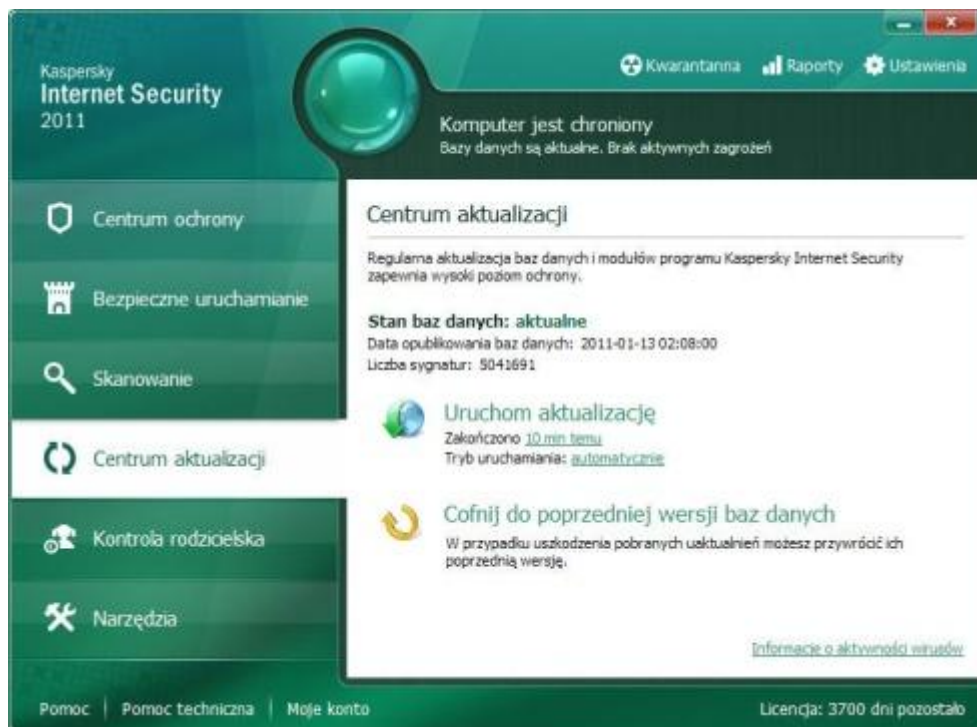 Kaspersky
Internet Security
2011
Kwarantanna
Raporty
Ustawienia
Komputer jest chroniony
Bazy danych są aktualne. Brak aktywnych zagrożeń
Centrum ochrony
Bezpieczne uruchamianie
Skanowanie
Centrum aktualizacji
Kontrola rodzicielska
Narzędzia
Centrum aktualizacji
Regularna aktualizacja baz danych i modułów programu Kaspersky Internet Security
zapewnia wysoki poziom ochrony.
Stan baz danych: aktualne
Data opublikowania baz danych: 2011-01-13 02:08:00
Liczba sygnatur: 5041691
Uruchom aktualizację
Zakończono 10 min temu
Tryb uruchamiania: automatycznie
Cofnij do poprzedniej wersji baz danych
W przypadku uszkodzenia pobranych uaktualnień możesz przywrócić ich
poprzednią wersję.
Informacje o aktywności wirusów
Pomoc
Pomoc techniczna
Moje konto
Licencja: 3700 dni pozostało